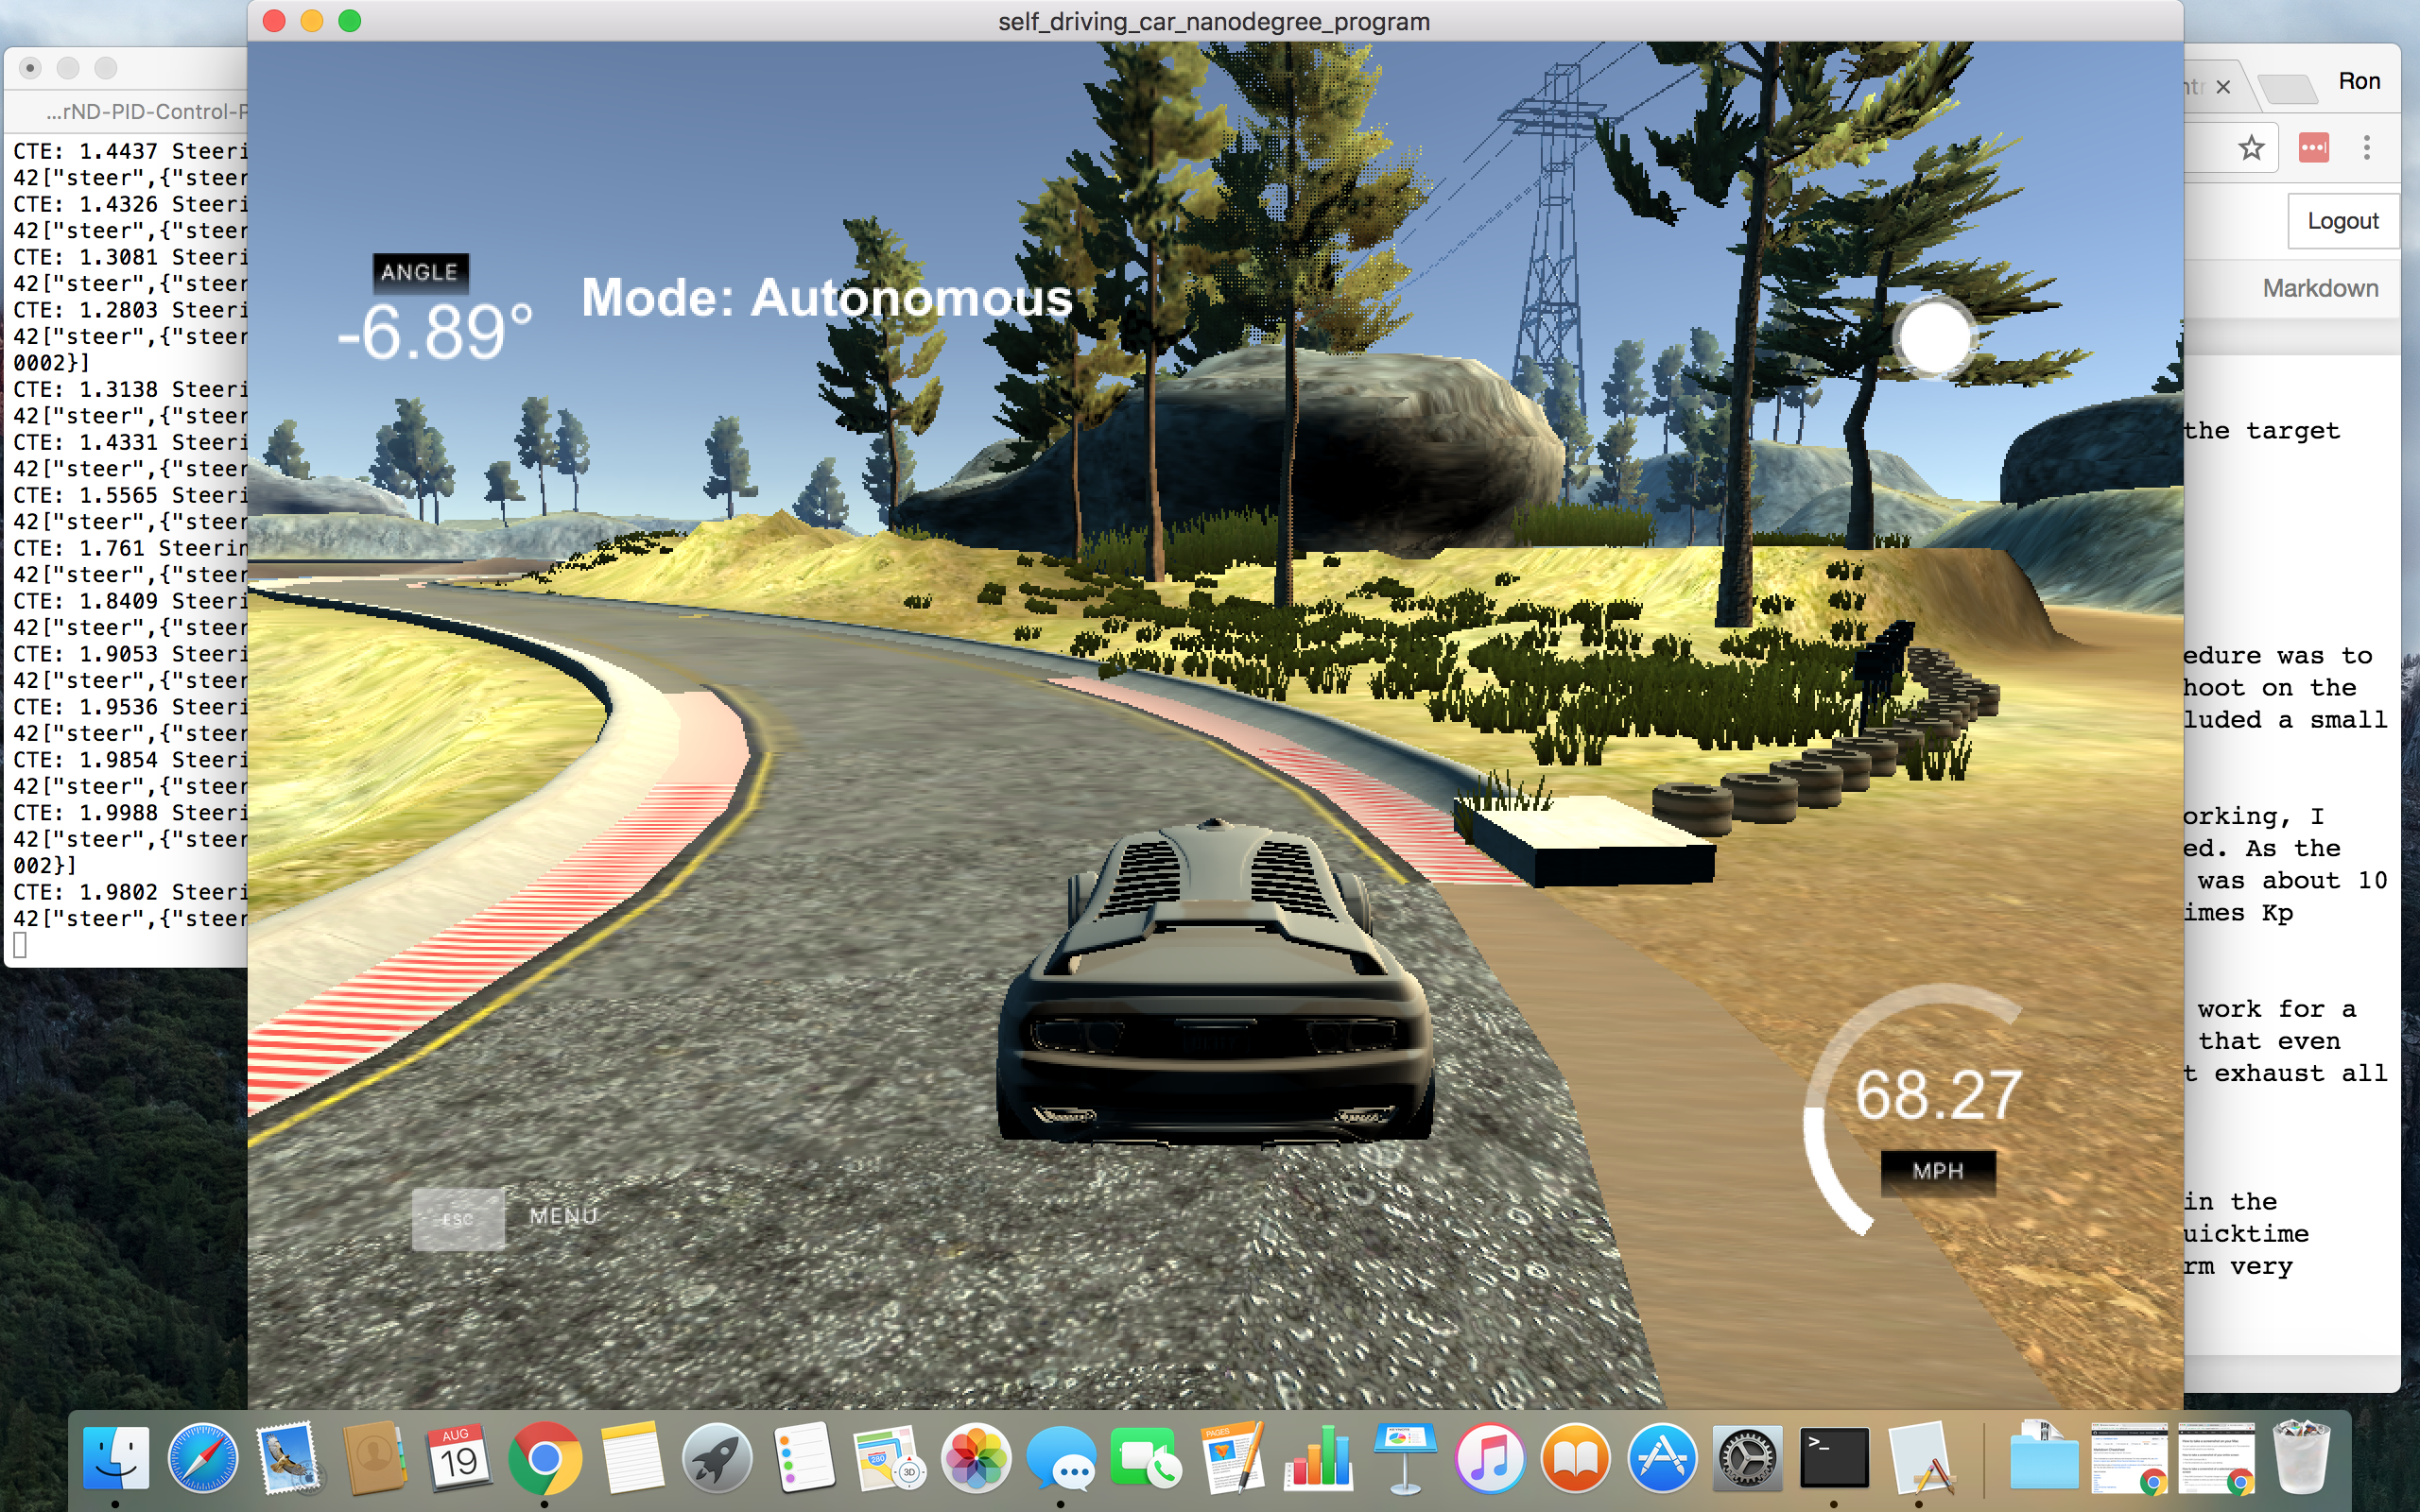 self_driving_car_nanodegree_program
...rND-PID-Control-P
CTE: 1.4437 Steeri
42["steer",{"steer
CTE: 1.4326 Steeri
42["steer",{"steer
CTE: 1.3081 Steeri
42["steer",{"steer
CTE: 1.2803 Steeri
42["steer",{"steer
0002}]
CTE: 1.3138 Steeri
42["steer",{"steer
CTE: 1.4331 Steeri
42["steer",{"steer
CTE: 1.5565 Steeri
42["steer",{"steer
CTE: 1.761 Steerin
42["steer",{"steer
CTE: 1.8409 Steeri
42["steer",{"steer
CTE: 1.9053 Steeri
42["steer",{"steer
CTE: 1.9536 Steeri
42["steer",{"steer
CTE: 1.9854 Steeri
42["steer",{"steer
CTE: 1.9988 Steeri
42["steer",{"steer
002}]
CTE: 1.9802 Steeri
42["steer",{"steer
ANGLE
-6.89°
Mode: Autonomous
68.27
MPH
ESC MENU
ntr
Ron
Logout
Markdown
the target
edure was to
hoot on the
luded a small
orking, I
ed. As the
was about 10
imes Kp
work for a
that even
t exhaust all
in the
uicktime
rm very
AUG
19
280
3D
PAGES
>_